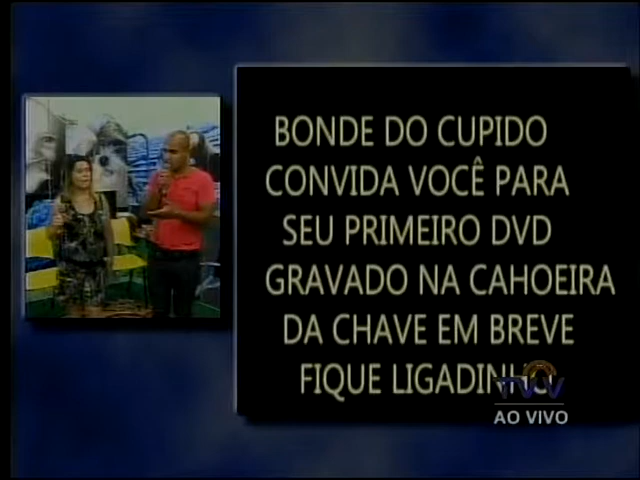 BONDE DO CUPIDO
CONVIDA VOCÊ PARA
SEU PRIMEIRO DVD
GRAVADO NA CAHOEIRA
DA CHAVE EM BREVE
FIQUE LIGADINHO
AO VIVO